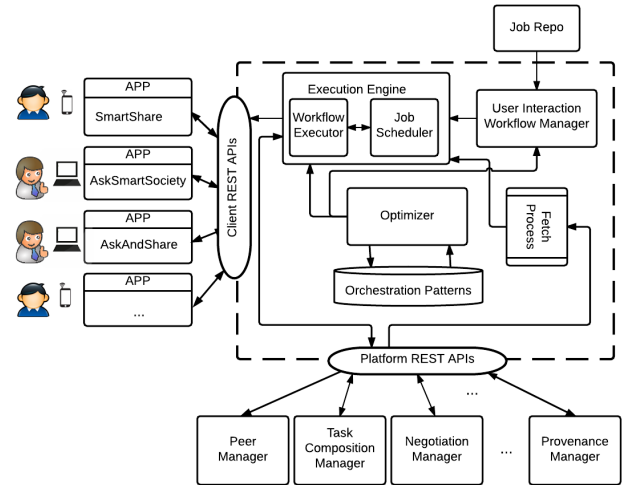 Job Repo
APP
SmartShare
APP
AskSmartSociety
APP
AskAndShare
APP
...
Client REST APIs
Execution Engine
Workflow
Executor
Job
Scheduler
User Interaction
Workflow Manager
Optimizer
Fetch
Process
Orchestration Patterns
Platform REST APIs
...
Peer
Manager
Task
Composition
Manager
Negotiation
Manager
...
Provenance
Manager